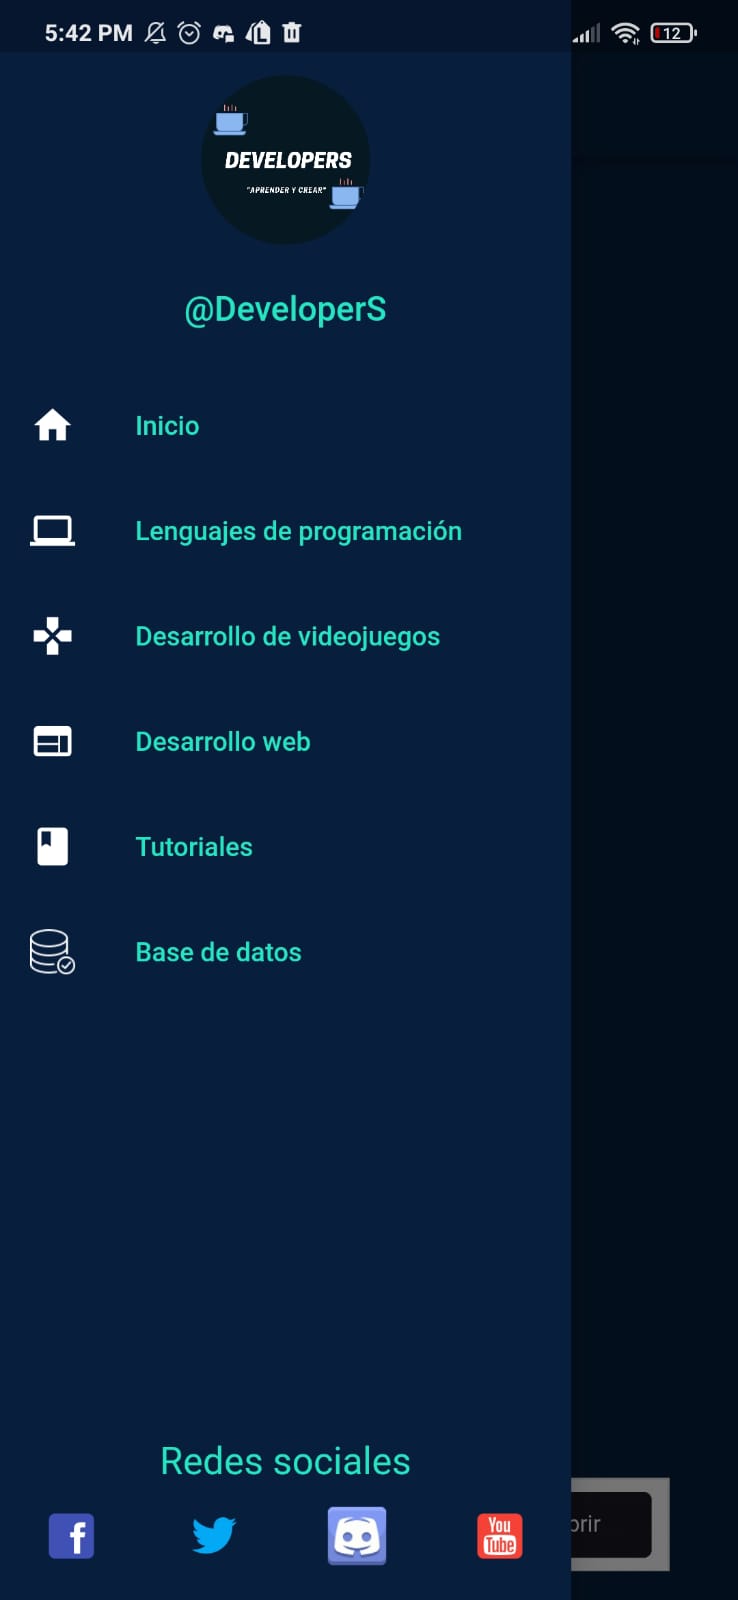 5:42 PM
12
DEVELOPERS
"APRENDER Y CREAR"
@DeveloperS
Inicio
Lenguajes de programación
Desarrollo de videojuegos
Desarrollo web
Tutoriales
Base de datos
Redes sociales
f
You
Tube